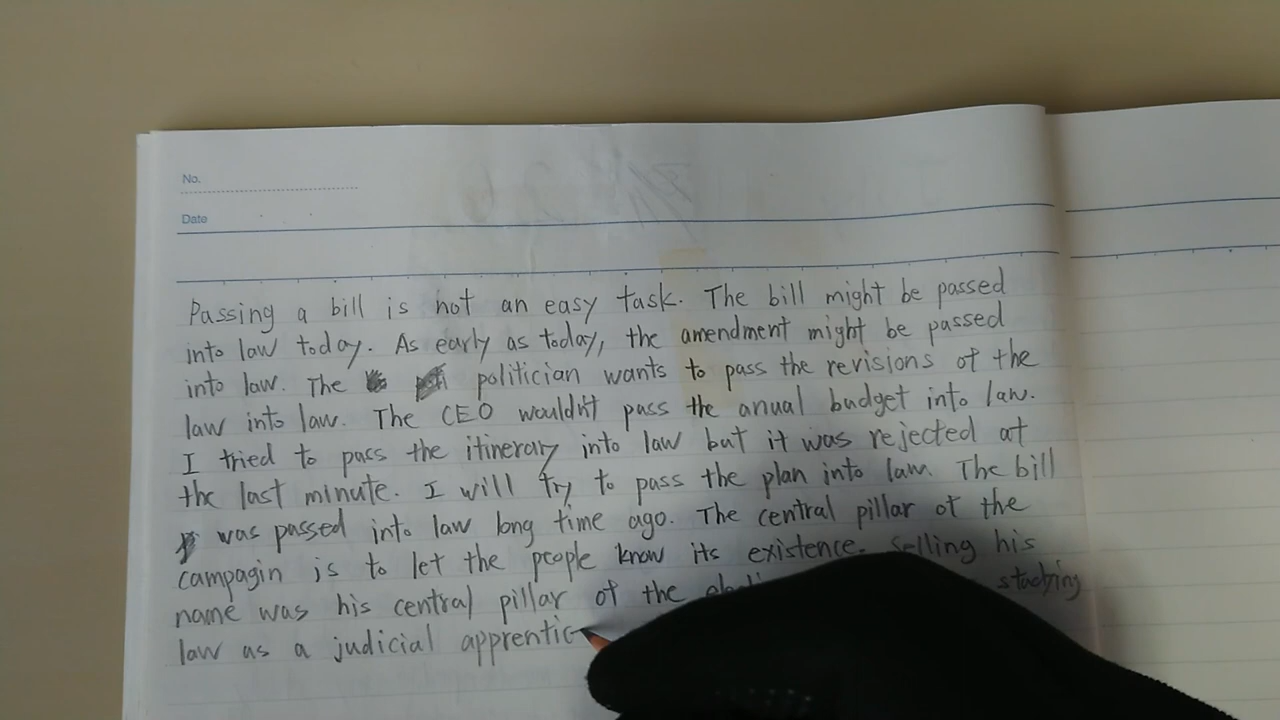 No.
Date
Passing a bill is not an easy task. The bill might be passed
into law today. As early as today, the amendment might be passed
into law. The politician wants to pass the revisions of the
law into law. The CEO wouldn't pass the anual budget into law.
I tried to pass the itinerary into law but it was rejected at
the last minute. I will try to pass the plan into law. The bill
was passed into law long time ago. The central pillar of the
campagin is to let the people know its existence. Selling his
name was his central pillar of the studying
law as a judicial apprentic